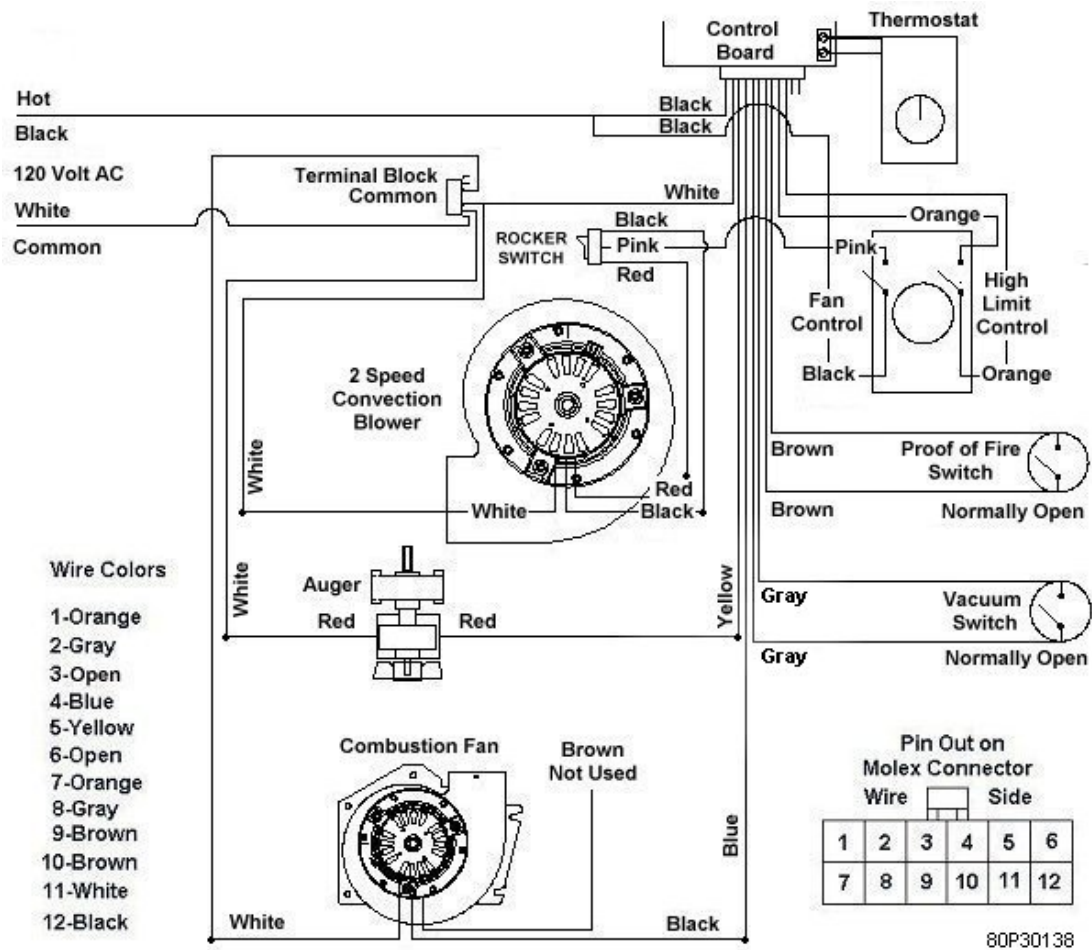 Control
Board
Thermostat
Hot
Black
Black
Black
120 Volt AC
Terminal Block
Common
White
White
Common
Black
ROCKER
SWITCH
Pink
Red
Orange
Pink
Fan
Control
High
Limit
Control
Black
Orange
2 Speed
Convection
Blower
White
White
Red
Black
Brown
Proof of Fire
Switch
Brown
Normally Open
Wire Colors
1-Orange
2-Gray
3-Open
4-Blue
5-Yellow
6-Open
7-Orange
8-Gray
9-Brown
10-Brown
11-White
12-Black
White
Auger
Red
Red
Yellow
Gray
Vacuum
Switch
Gray
Normally Open
Combustion Fan
Brown
Not Used
Blue
White
Black
Pin Out on
Molex Connector
Wire Side
1 2 3 4 5 6
7 8 9 10 11 12
80P30138